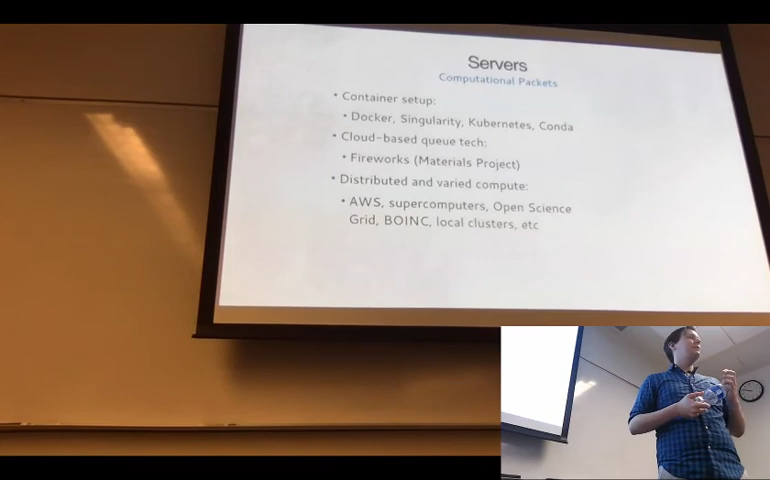 Servers
Computational Packets
• Container setup:
• Docker, Singularity, Kubernetes, Conda
• Cloud-based queue tech:
• Fireworks (Materials Project)
• Distributed and varied compute:
• AWS, supercomputers, Open Science
Grid, BOINC, local clusters, etc